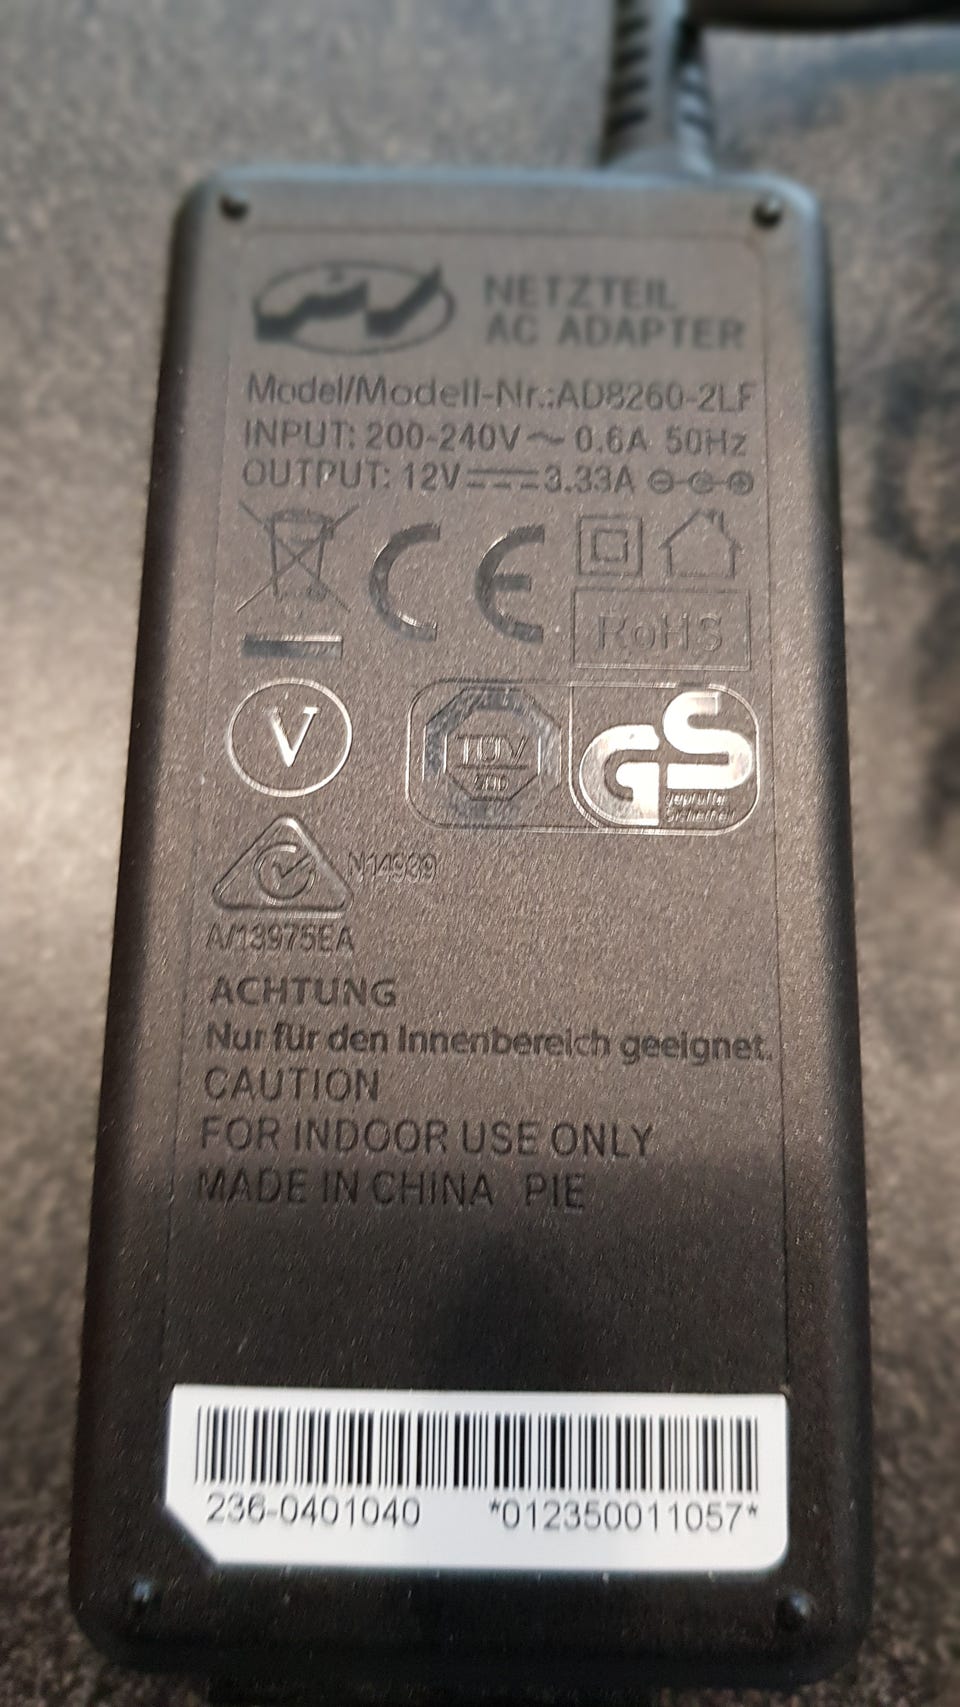 NETZTEIL
AC ADAPTER
Model/Modell-Nr.:AD8260-2LF
INPUT: 200-240V ~ 0.6A 50Hz
OUTPUT: 12V ⎓ 3.33A
CE
RoHS
V
TÜV
GS
geprüfte
Sicherheit
N14939
A/13975EA
ACHTUNG
Nur für den Innenbereich geeignet.
CAUTION
FOR INDOOR USE ONLY
MADE IN CHINA PIE
236-0401040 *012350011057*